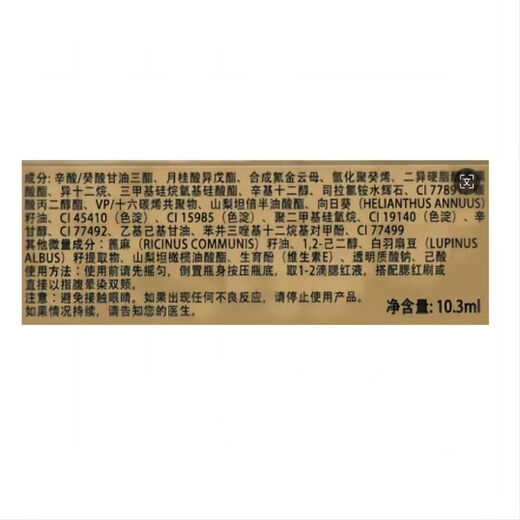 成分: 辛酸/癸酸甘油三酯、月桂酸异戊酯、合成氟金云母、氢化聚癸烯、二异硬脂
酸酯、异十二烷、三甲基硅烷氧基硅酸酯、辛基十二醇、司拉氯铵水辉石、CI 7789
酸丙二醇酯、VP/十六碳烯共聚物、山梨坦倍半油酸酯、向日葵（HELIANTHUS ANNUUS）
籽油、CI 45410（色淀）、CI 15985（色淀）、聚二甲基硅氧烷、CI 19140（色淀）、辛
甘醇、CI 77492、乙基己基甘油、苯并三唑基十二烷基对甲酚、CI 77499
其他微量成分：蓖麻（RICINUS COMMUNIS）籽油、1,2-己二醇、白羽扇豆（LUPINUS
ALBUS）籽提取物、山梨坦橄榄油酸酯、生育酚（维生素E）、透明质酸钠、己酸
使用方法：使用前请先摇匀，倒置瓶身按压瓶底，取1-2滴腮红液，搭配腮红刷或
直接以指腹晕染双颊。
注意：避免接触眼睛。如果出现任何不良反应，请停止使用产品。
如果情况持续，请告知您的医生。
净含量: 10.3ml